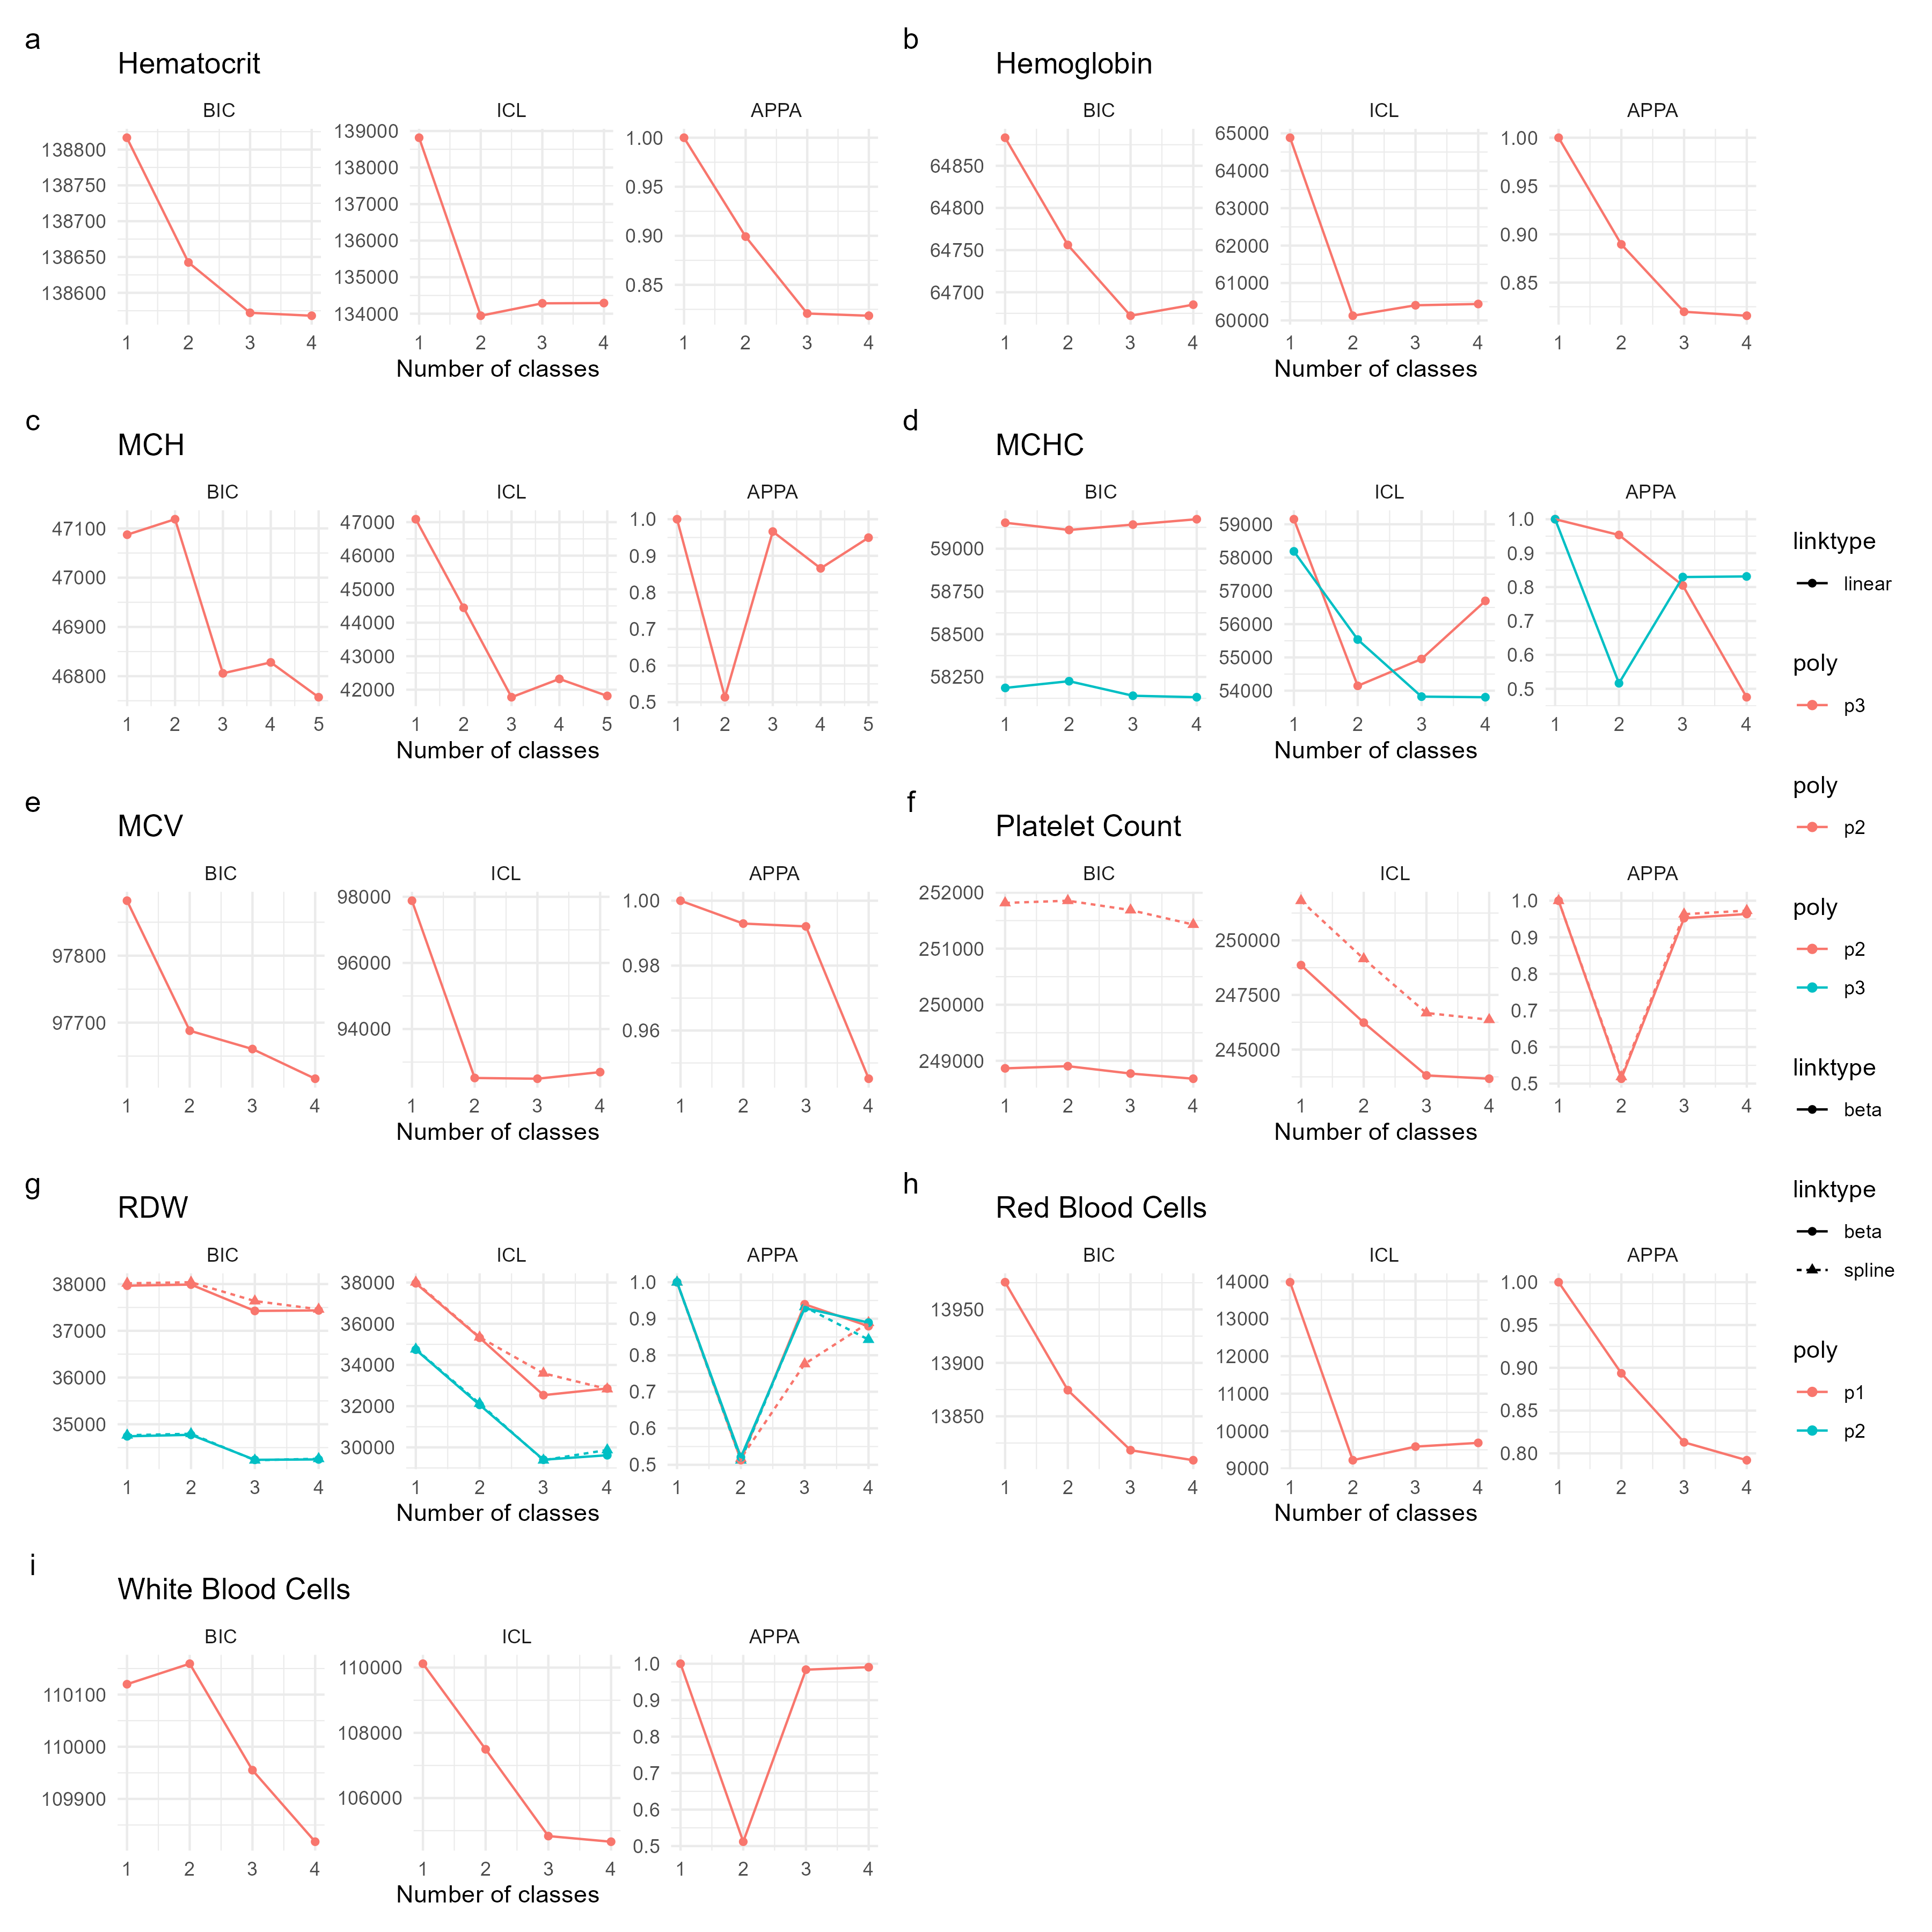 a
Hematocrit
BIC ICL APPA
138800
138750
138700
138650
138600
139000
138000
137000
136000
135000
134000
1.00
0.95
0.90
0.85
1 2 3 4 1 2 3 4 1 2 3 4
Number of classes
b
Hemoglobin
BIC ICL APPA
64850
64800
64750
64700
65000
64000
63000
62000
61000
60000
1.00
0.95
0.90
0.85
1 2 3 4 1 2 3 4 1 2 3 4
Number of classes
c
MCH
BIC ICL APPA
47100
47000
46900
46800
47000
46000
45000
44000
43000
42000
1.0
0.9
0.8
0.7
0.6
0.5
1 2 3 4 5 1 2 3 4 5 1 2 3 4 5
Number of classes
d
MCHC
BIC ICL APPA
59000
58750
58500
58250
59000
58000
57000
56000
55000
54000
1.0
0.9
0.8
0.7
0.6
0.5
1 2 3 4 1 2 3 4 1 2 3 4
Number of classes
e
MCV
BIC ICL APPA
97800
97700
98000
96000
94000
1.00
0.98
0.96
1 2 3 4 1 2 3 4 1 2 3 4
Number of classes
f
Platelet Count
BIC ICL APPA
252000
251000
250000
249000
250000
247500
245000
1.0
0.9
0.8
0.7
0.6
0.5
1 2 3 4 1 2 3 4 1 2 3 4
Number of classes
g
RDW
BIC ICL APPA
38000
37000
36000
35000
38000
36000
34000
32000
30000
1.0
0.9
0.8
0.7
0.6
0.5
1 2 3 4 1 2 3 4 1 2 3 4
Number of classes
h
Red Blood Cells
BIC ICL APPA
13950
13900
13850
14000
13000
12000
11000
10000
9000
1.00
0.95
0.90
0.85
0.80
1 2 3 4 1 2 3 4 1 2 3 4
Number of classes
i
White Blood Cells
BIC ICL APPA
110100
110000
109900
110000
108000
106000
1.0
0.9
0.8
0.7
0.6
0.5
1 2 3 4 1 2 3 4 1 2 3 4
Number of classes
linktype
linear
poly
p3
poly
p2
poly
p2
p3
linktype
beta
linktype
beta
spline
poly
p1
p2